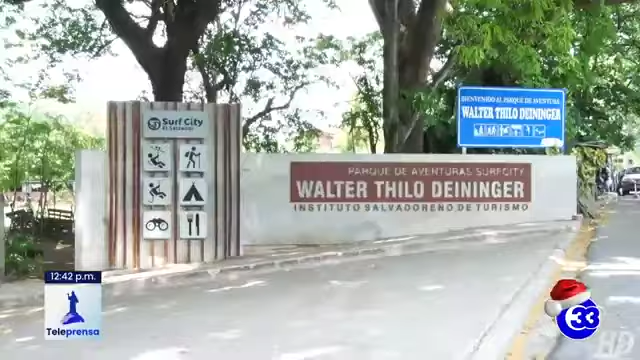 Surf City
EL SALVADOR
BIENVENIDO AL PARQUE DE AVENTURA
WALTER THILO DEININGER
PARQUE DE AVENTURAS SURFCITY
WALTER THILO DEININGER
INSTITUTO SALVADOREÑO DE TURISMO
12:42 p.m.
Teleprensa
33
HD